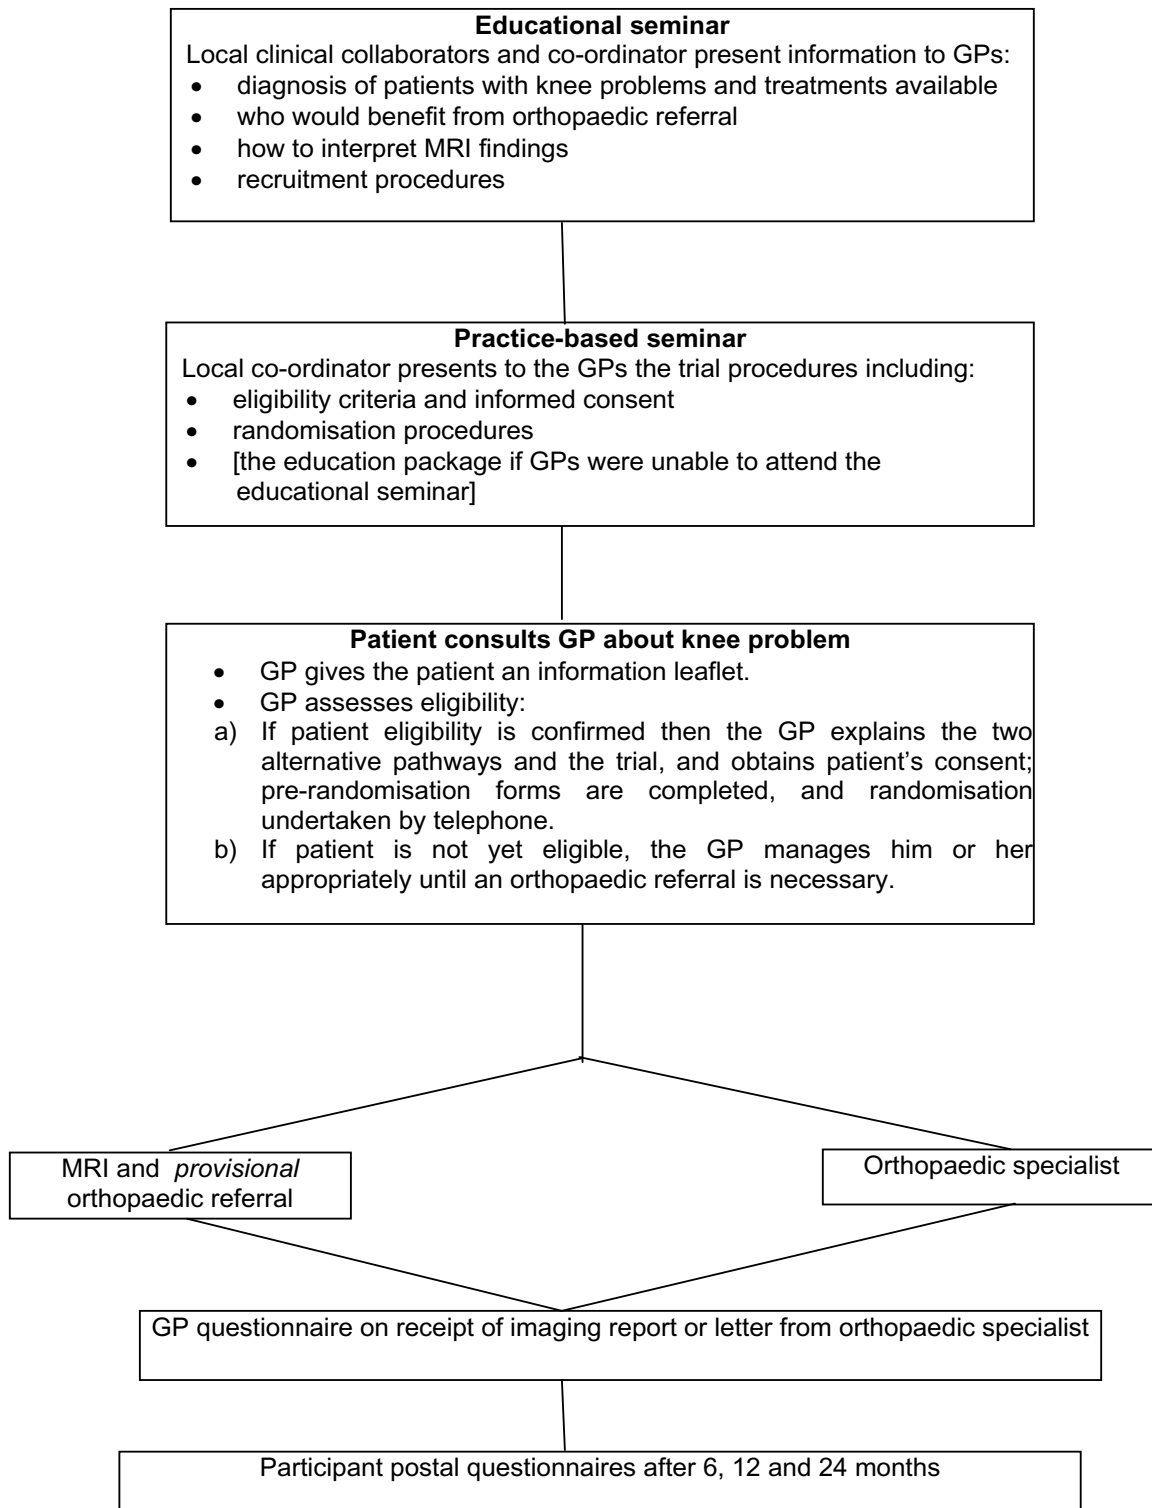 Educational seminar
Local clinical collaborators and co-ordinator present information to GPs:
• diagnosis of patients with knee problems and treatments available
• who would benefit from orthopaedic referral
• how to interpret MRI findings
• recruitment procedures
Practice-based seminar
Local co-ordinator presents to the GPs the trial procedures including:
• eligibility criteria and informed consent
• randomisation procedures
• [the education package if GPs were unable to attend the
educational seminar]
Patient consults GP about knee problem
• GP gives the patient an information leaflet.
• GP assesses eligibility:
a) If patient eligibility is confirmed then the GP explains the two
alternative pathways and the trial, and obtains patient's consent;
pre-randomisation forms are completed, and randomisation
undertaken by telephone.
b) If patient is not yet eligible, the GP manages him or her
appropriately until an orthopaedic referral is necessary.
MRI and provisional
orthopaedic referral
Orthopaedic specialist
GP questionnaire on receipt of imaging report or letter from orthopaedic specialist
Participant postal questionnaires after 6, 12 and 24 months